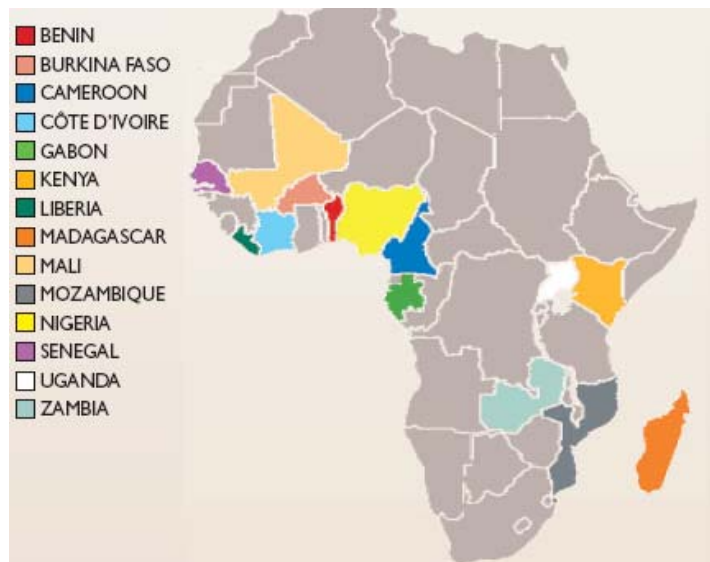 BENIN
BURKINA FASO
CAMEROON
CÔTE D'IVOIRE
GABON
KENYA
LIBERIA
MADAGASCAR
MALI
MOZAMBIQUE
NIGERIA
SENEGAL
UGANDA
ZAMBIA